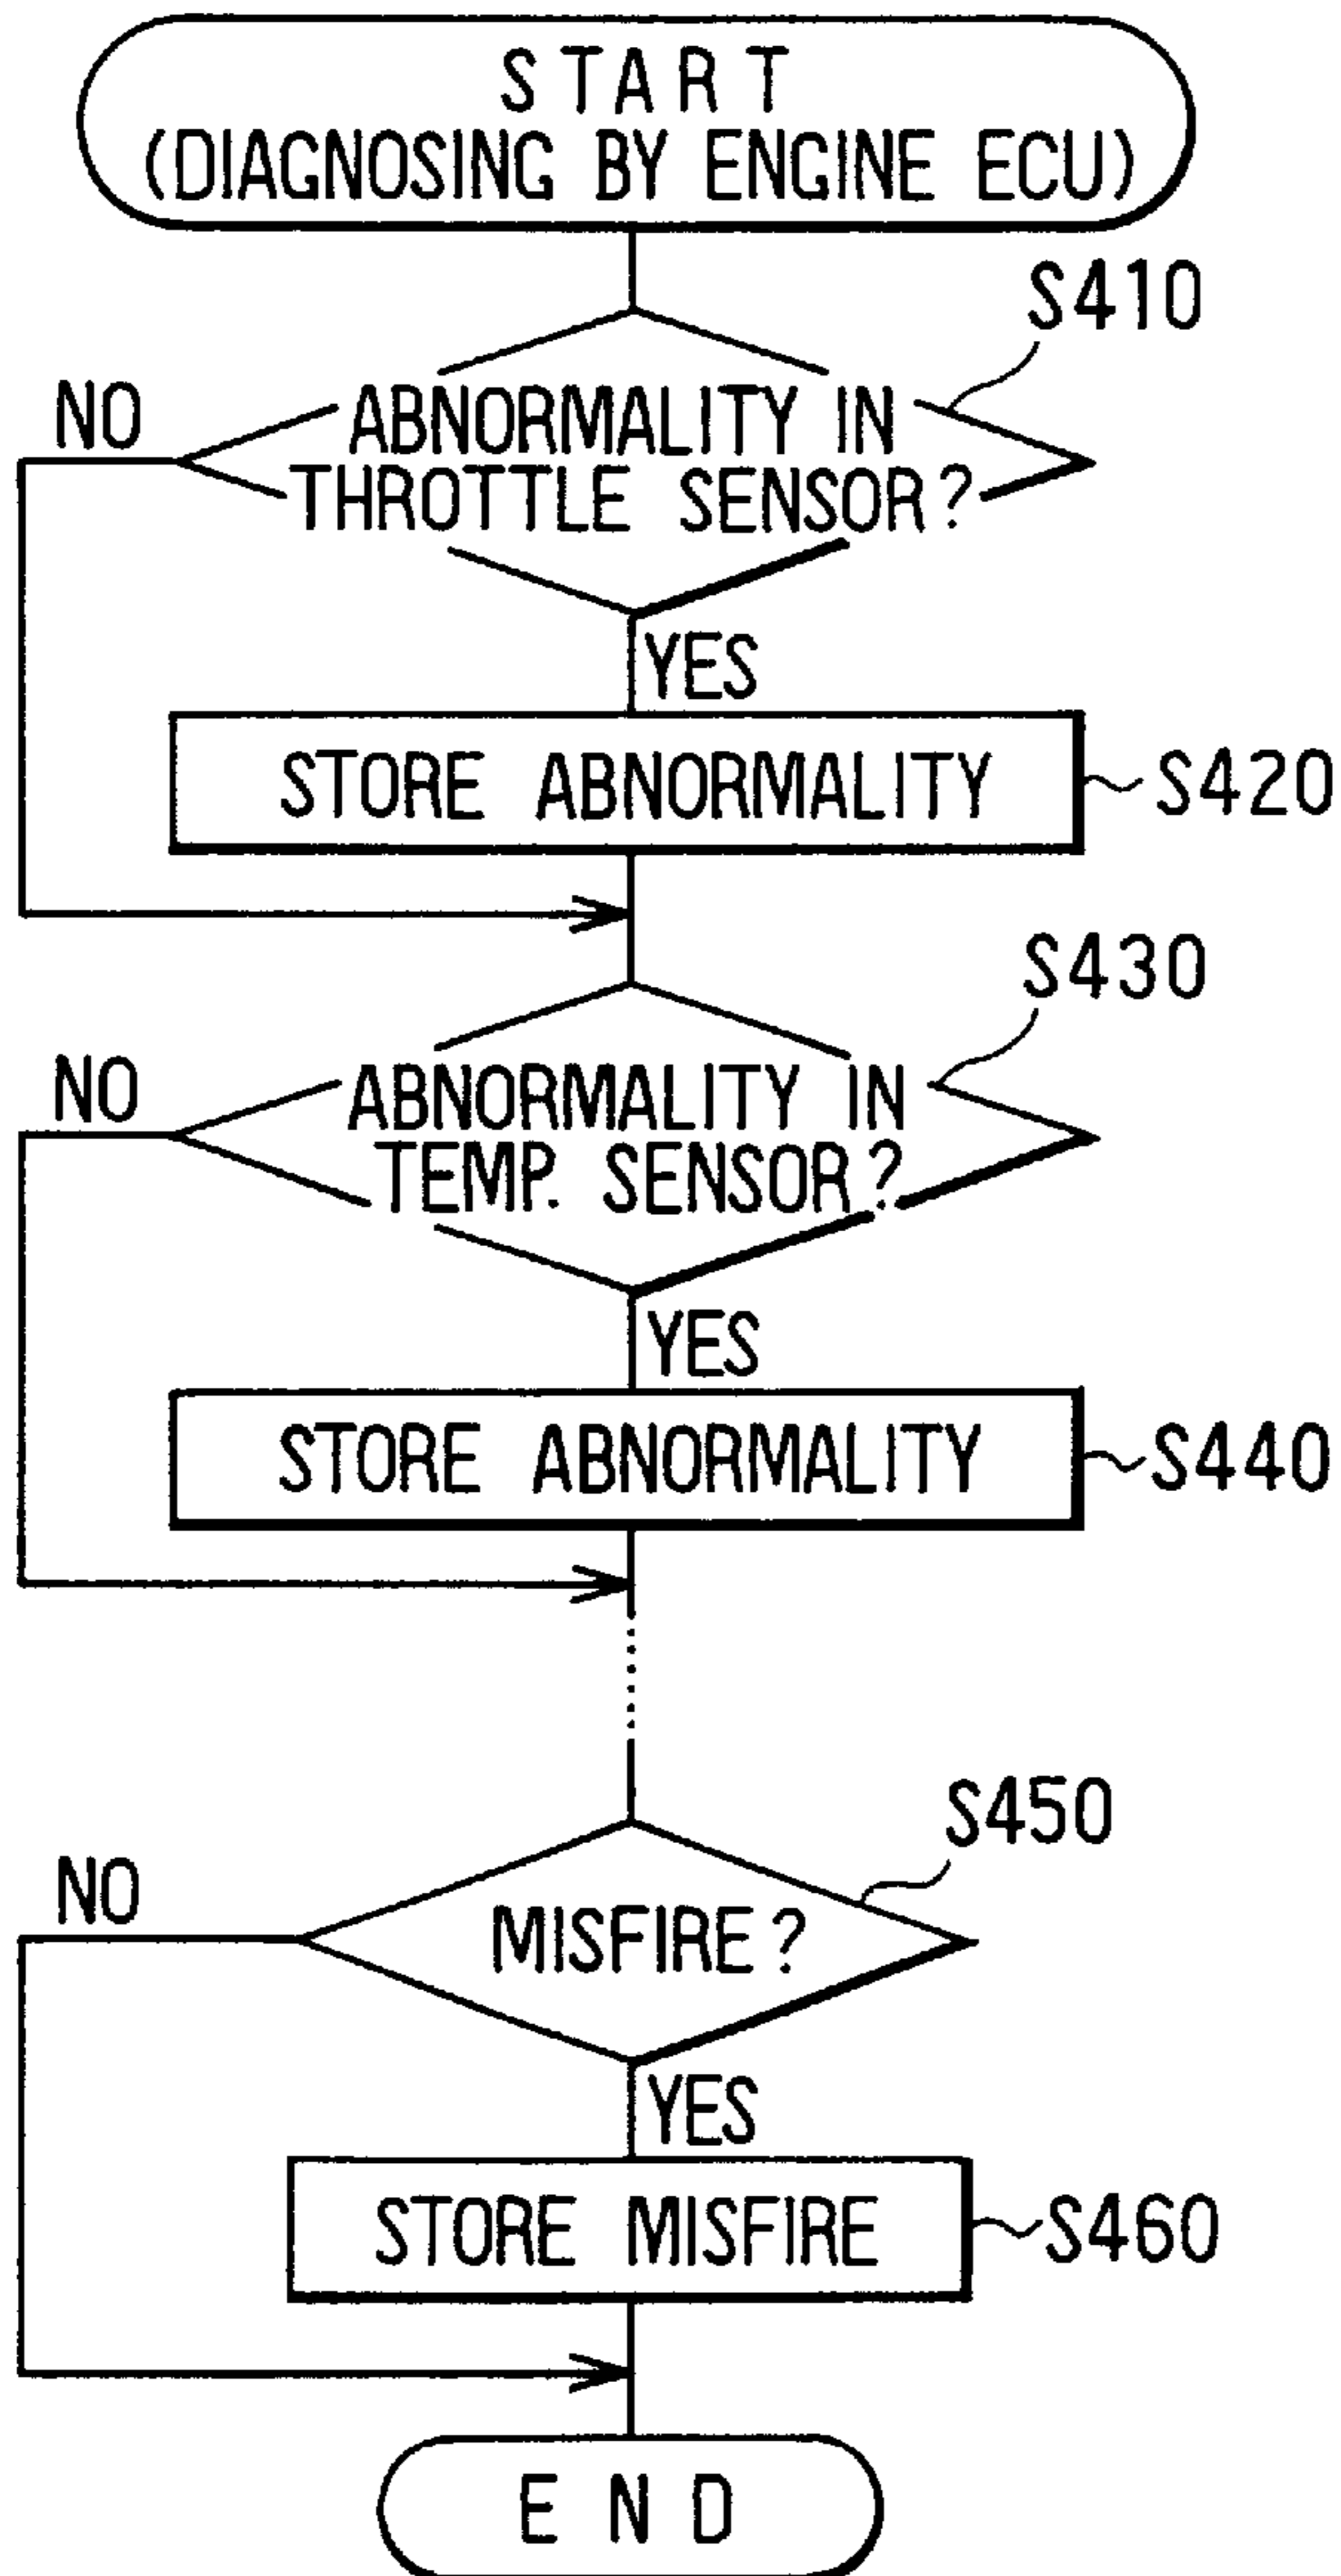 START
(DIAGNOSING BY ENGINE ECU)
S410
NO
ABNORMALITY IN
THROTTLE SENSOR?
YES
STORE ABNORMALITY
S420
S430
NO
ABNORMALITY IN
TEMP. SENSOR?
YES
STORE ABNORMALITY
S440
S450
NO
MISFIRE?
YES
STORE MISFIRE
S460
END